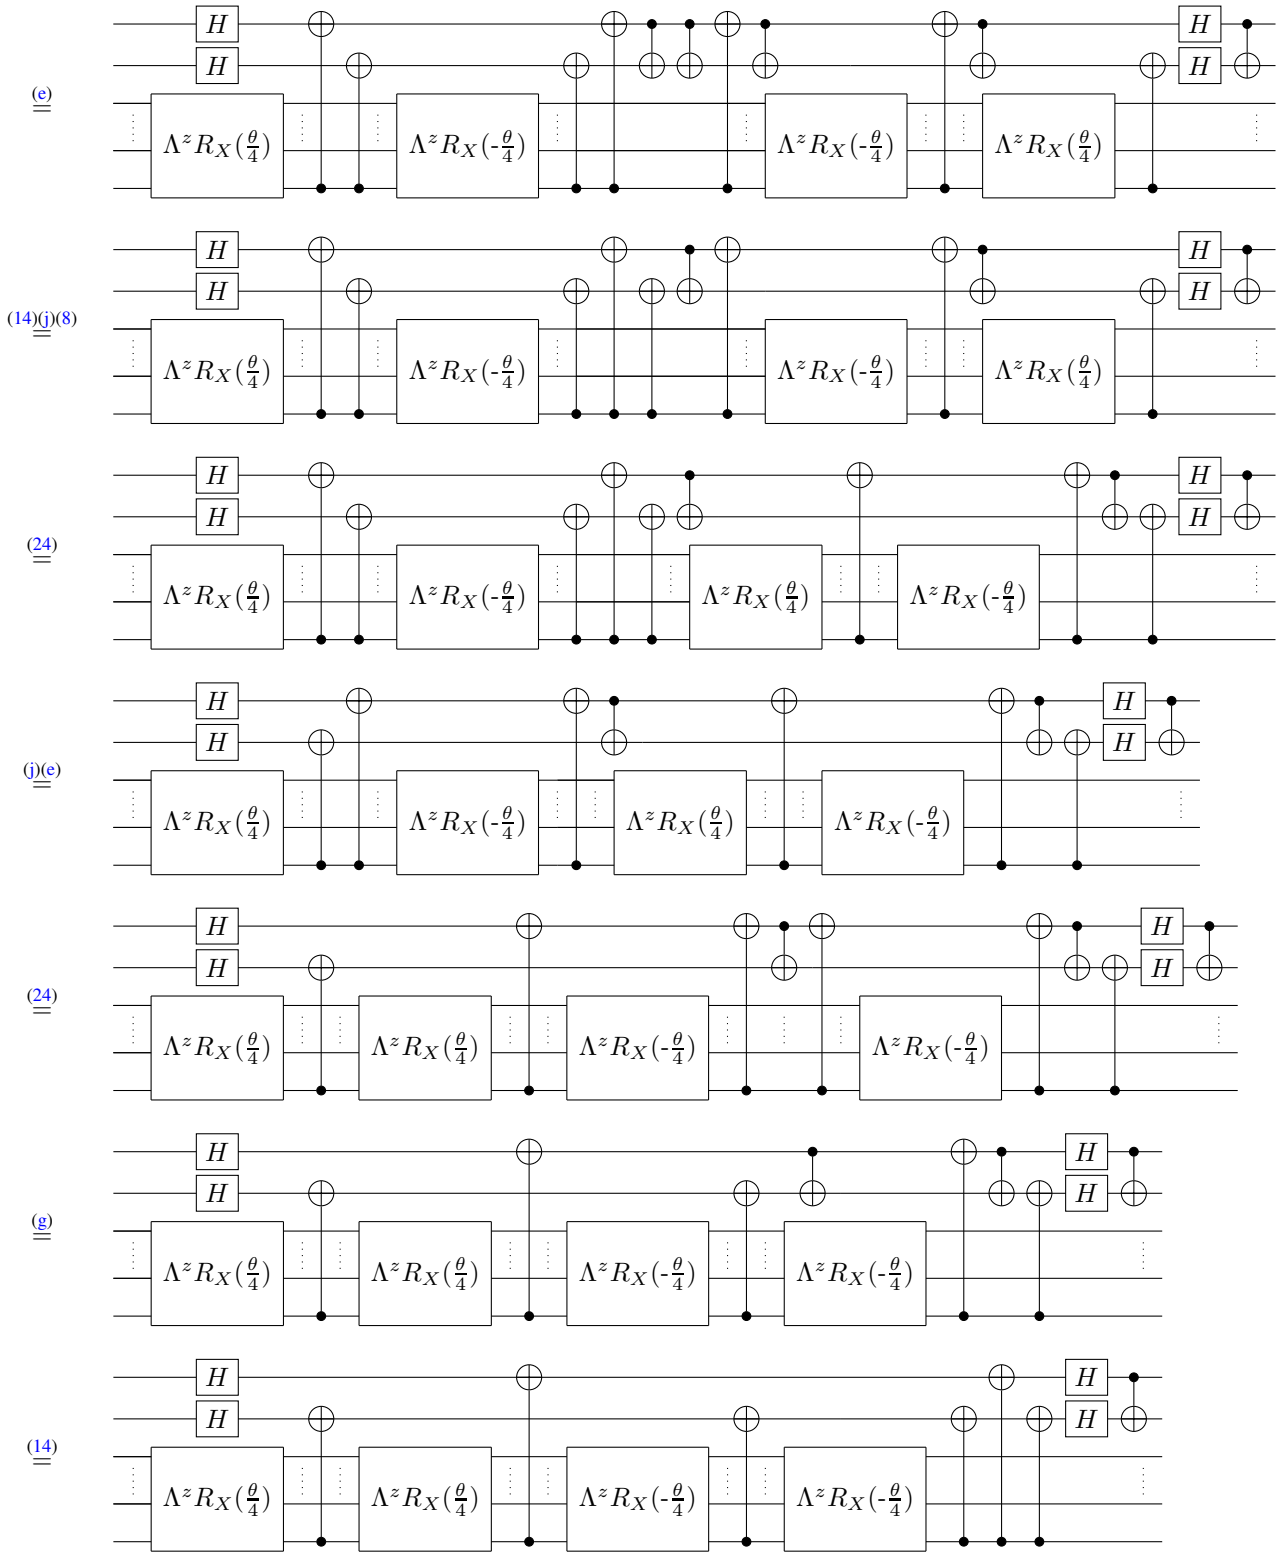 H H
H H
(e)
=
Λ^z R_X(θ/4) Λ^z R_X(-θ/4) Λ^z R_X(-θ/4) Λ^z R_X(θ/4)
H H
H H
(14)(j)(8)
=
Λ^z R_X(θ/4) Λ^z R_X(-θ/4) Λ^z R_X(-θ/4) Λ^z R_X(θ/4)
H H
H H
(24)
=
Λ^z R_X(θ/4) Λ^z R_X(-θ/4) Λ^z R_X(θ/4) Λ^z R_X(-θ/4)
H H
H H
(j)(e)
=
Λ^z R_X(θ/4) Λ^z R_X(-θ/4) Λ^z R_X(θ/4) Λ^z R_X(-θ/4)
H H
H H
(24)
=
Λ^z R_X(θ/4) Λ^z R_X(θ/4) Λ^z R_X(-θ/4) Λ^z R_X(-θ/4)
H H
H H
(g)
=
Λ^z R_X(θ/4) Λ^z R_X(θ/4) Λ^z R_X(-θ/4) Λ^z R_X(-θ/4)
H H
H H
(14)
=
Λ^z R_X(θ/4) Λ^z R_X(θ/4) Λ^z R_X(-θ/4) Λ^z R_X(-θ/4)